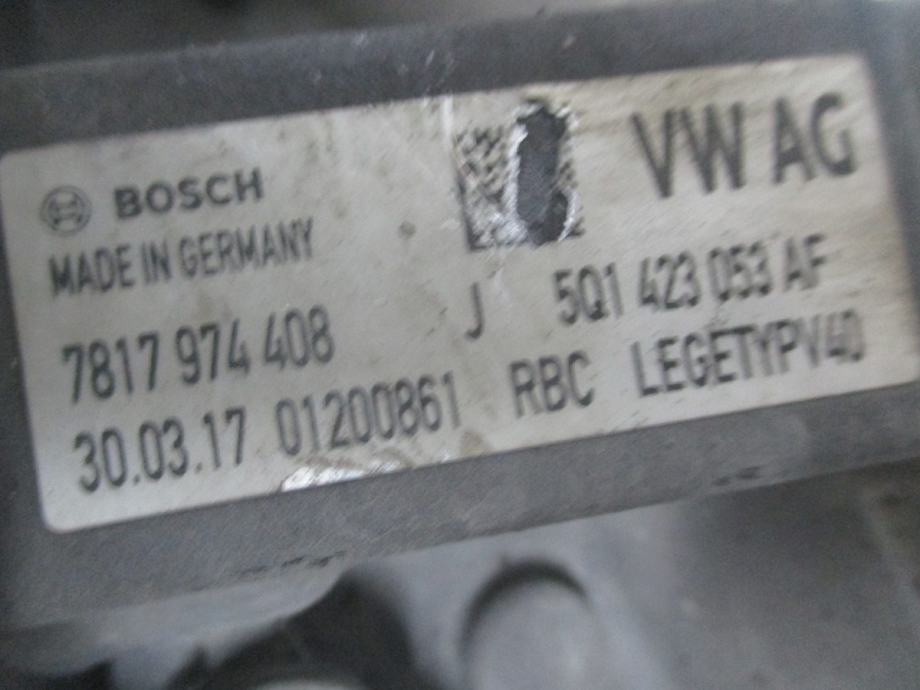 BOSCH
VW AG
MADE IN GERMANY
7817 974 408 J 5Q1 423 053 AF
30.03.17 01200861 RBC LEGETYPV40